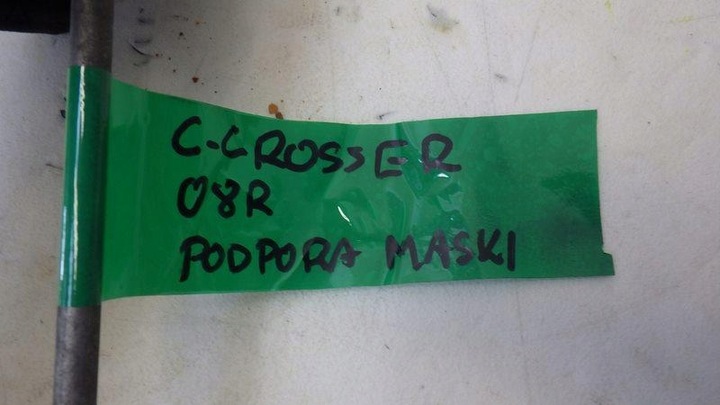 C-CROSSER
08R
PODPORA MASKI